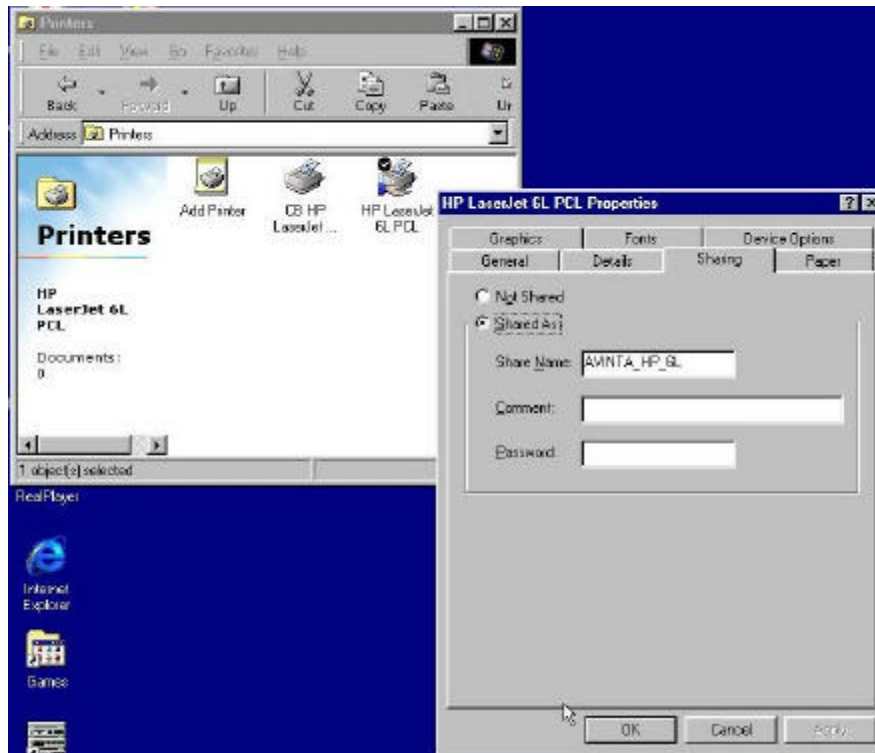 Printers
File Edit View Go Favorites Help
Back Forward Up Cut Copy Paste Un
Address Printers
Printers
HP
LaserJet 6L
PCL
Documents:
0
Add Printer
CB HP
LaserJet ...
HP LaserJet
6L PCL
1 object(s) selected
HP LaserJet 6L PCL Properties
Graphics Fonts Device Options
General Details Sharing Paper
Not Shared
Shared As:
Share Name: AVINTA_HP_6L
Comment:
Password:
OK Cancel Apply
RealPlayer
Internet
Explorer
Games